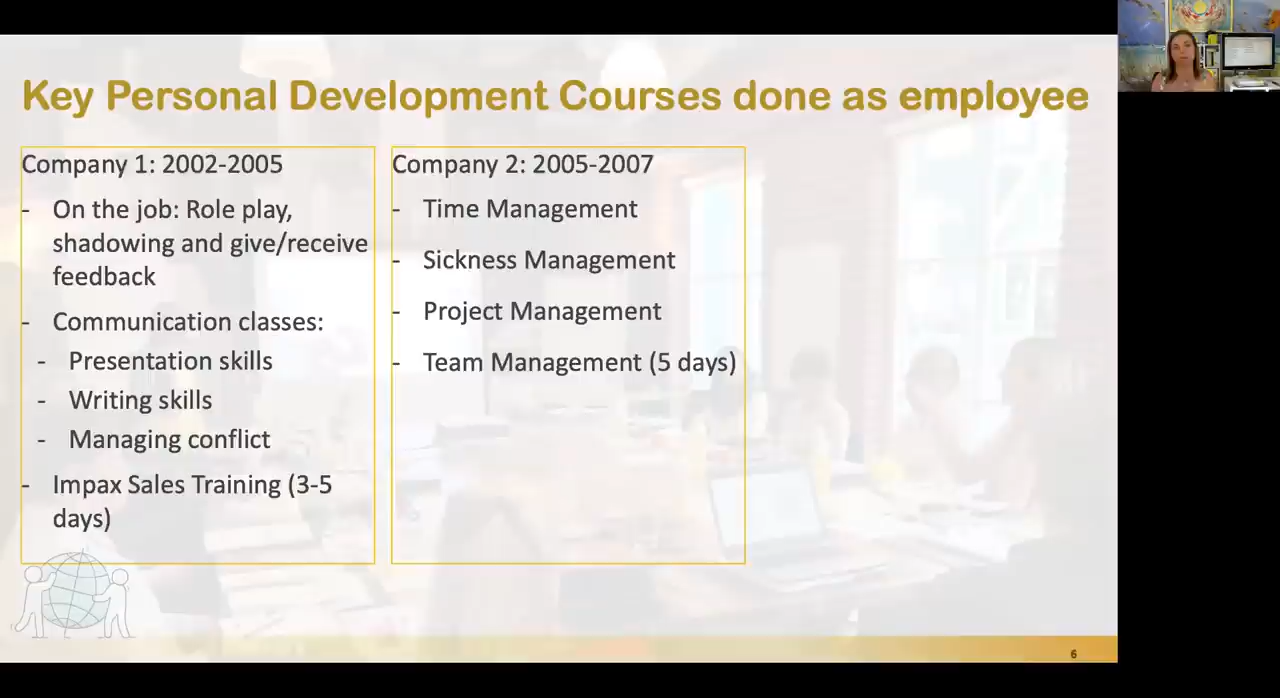 Key Personal Development Courses done as employee
Company 1: 2002-2005
- On the job: Role play,
shadowing and give/receive
feedback
- Communication classes:
- Presentation skills
- Writing skills
- Managing conflict
- Impax Sales Training (3-5
days)
Company 2: 2005-2007
- Time Management
- Sickness Management
- Project Management
- Team Management (5 days)
6